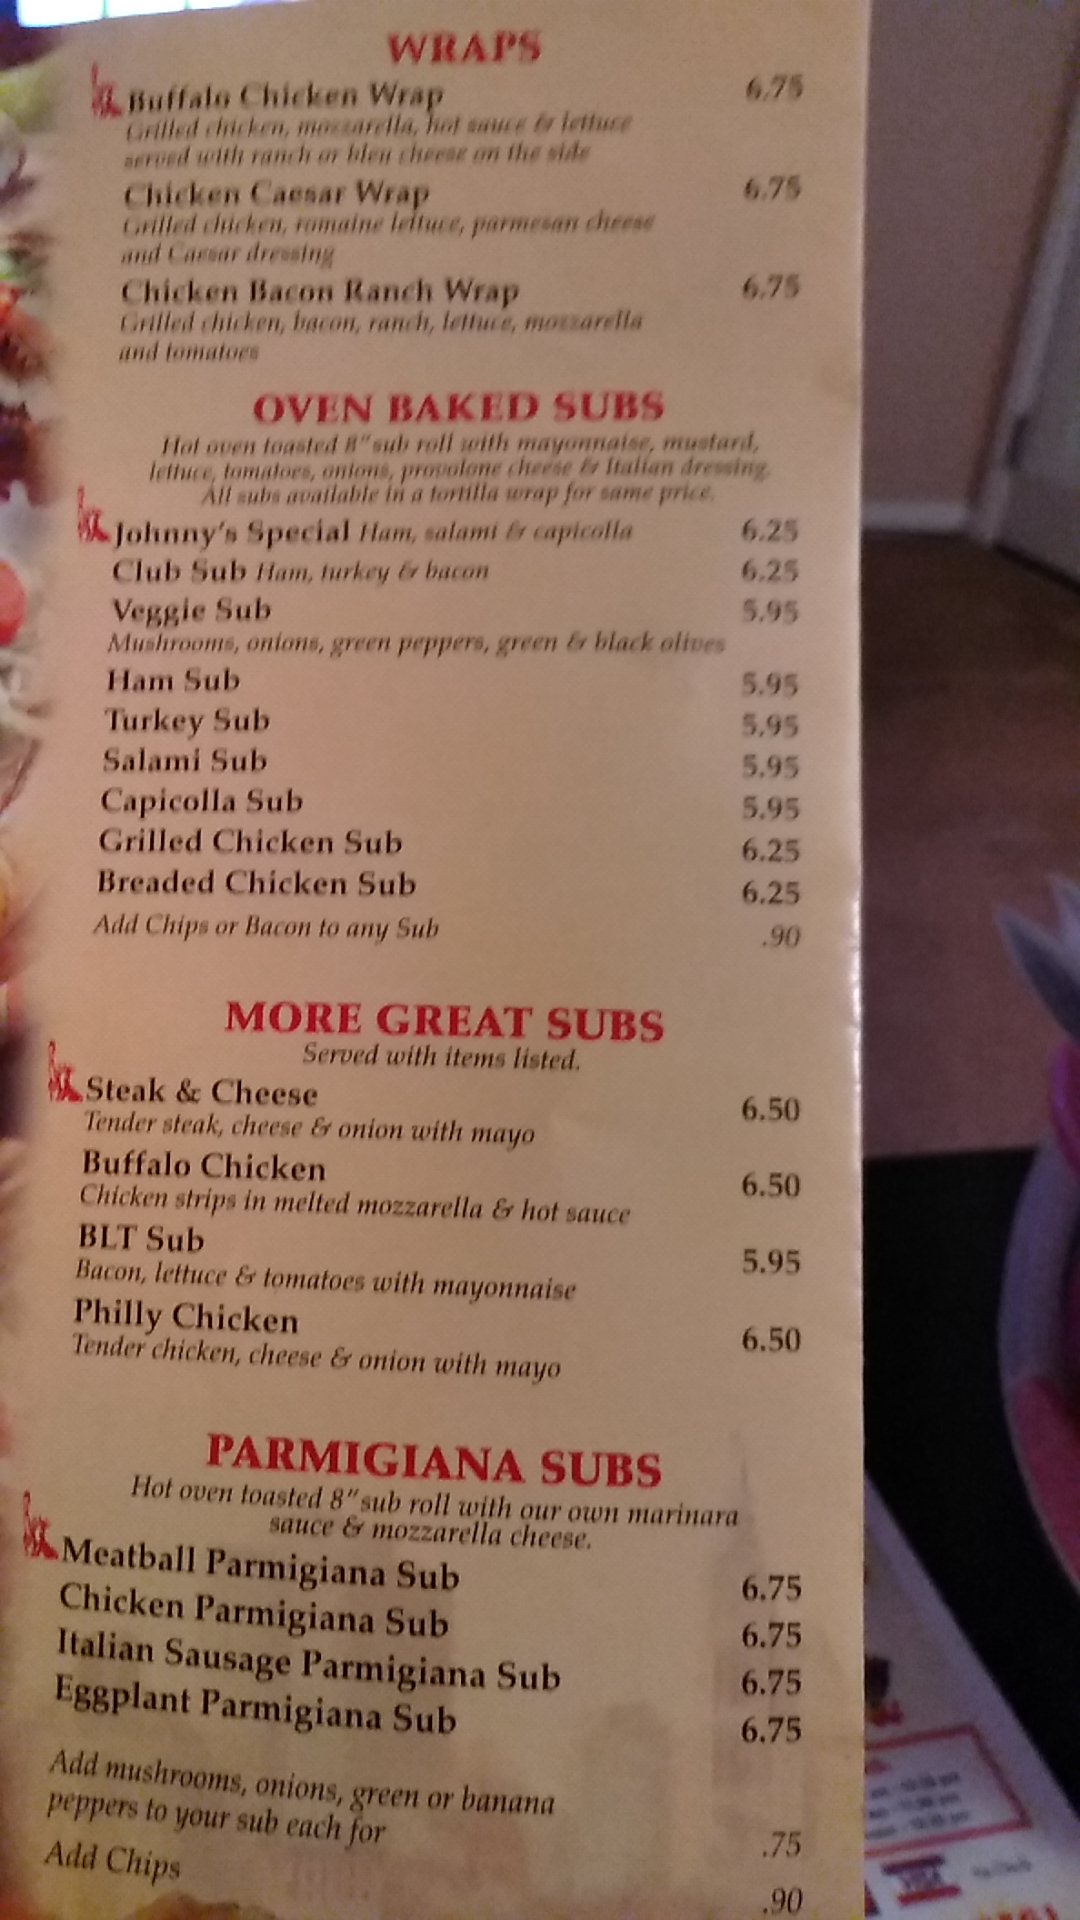 WRAPS
Buffalo Chicken Wrap 6.75
Grilled chicken, mozzarella, hot sauce & lettuce
served with ranch or bleu cheese on the side
Chicken Caesar Wrap 6.75
Grilled chicken, romaine lettuce, parmesan cheese
and Caesar dressing
Chicken Bacon Ranch Wrap 6.75
Grilled chicken, bacon, ranch, lettuce, mozzarella
and tomatoes
OVEN BAKED SUBS
Hot oven toasted 8" sub roll with mayonnaise, mustard,
lettuce, tomatoes, onions, provolone cheese & Italian dressing.
All subs available in a tortilla wrap for same price.
Johnny's Special Ham, salami & capicolla 6.25
Club Sub Ham, turkey & bacon 6.25
Veggie Sub 5.95
Mushrooms, onions, green peppers, green & black olives
Ham Sub 5.95
Turkey Sub 5.95
Salami Sub 5.95
Capicolla Sub 5.95
Grilled Chicken Sub 6.25
Breaded Chicken Sub 6.25
Add Chips or Bacon to any Sub .90
MORE GREAT SUBS
Served with items listed.
Steak & Cheese 6.50
Tender steak, cheese & onion with mayo
Buffalo Chicken 6.50
Chicken strips in melted mozzarella & hot sauce
BLT Sub 5.95
Bacon, lettuce & tomatoes with mayonnaise
Philly Chicken 6.50
Tender chicken, cheese & onion with mayo
PARMIGIANA SUBS
Hot oven toasted 8" sub roll with our own marinara
sauce & mozzarella cheese.
Meatball Parmigiana Sub 6.75
Chicken Parmigiana Sub 6.75
Italian Sausage Parmigiana Sub 6.75
Eggplant Parmigiana Sub 6.75
Add mushrooms, onions, green or banana
peppers to your sub each for .75
Add Chips .90
VISA